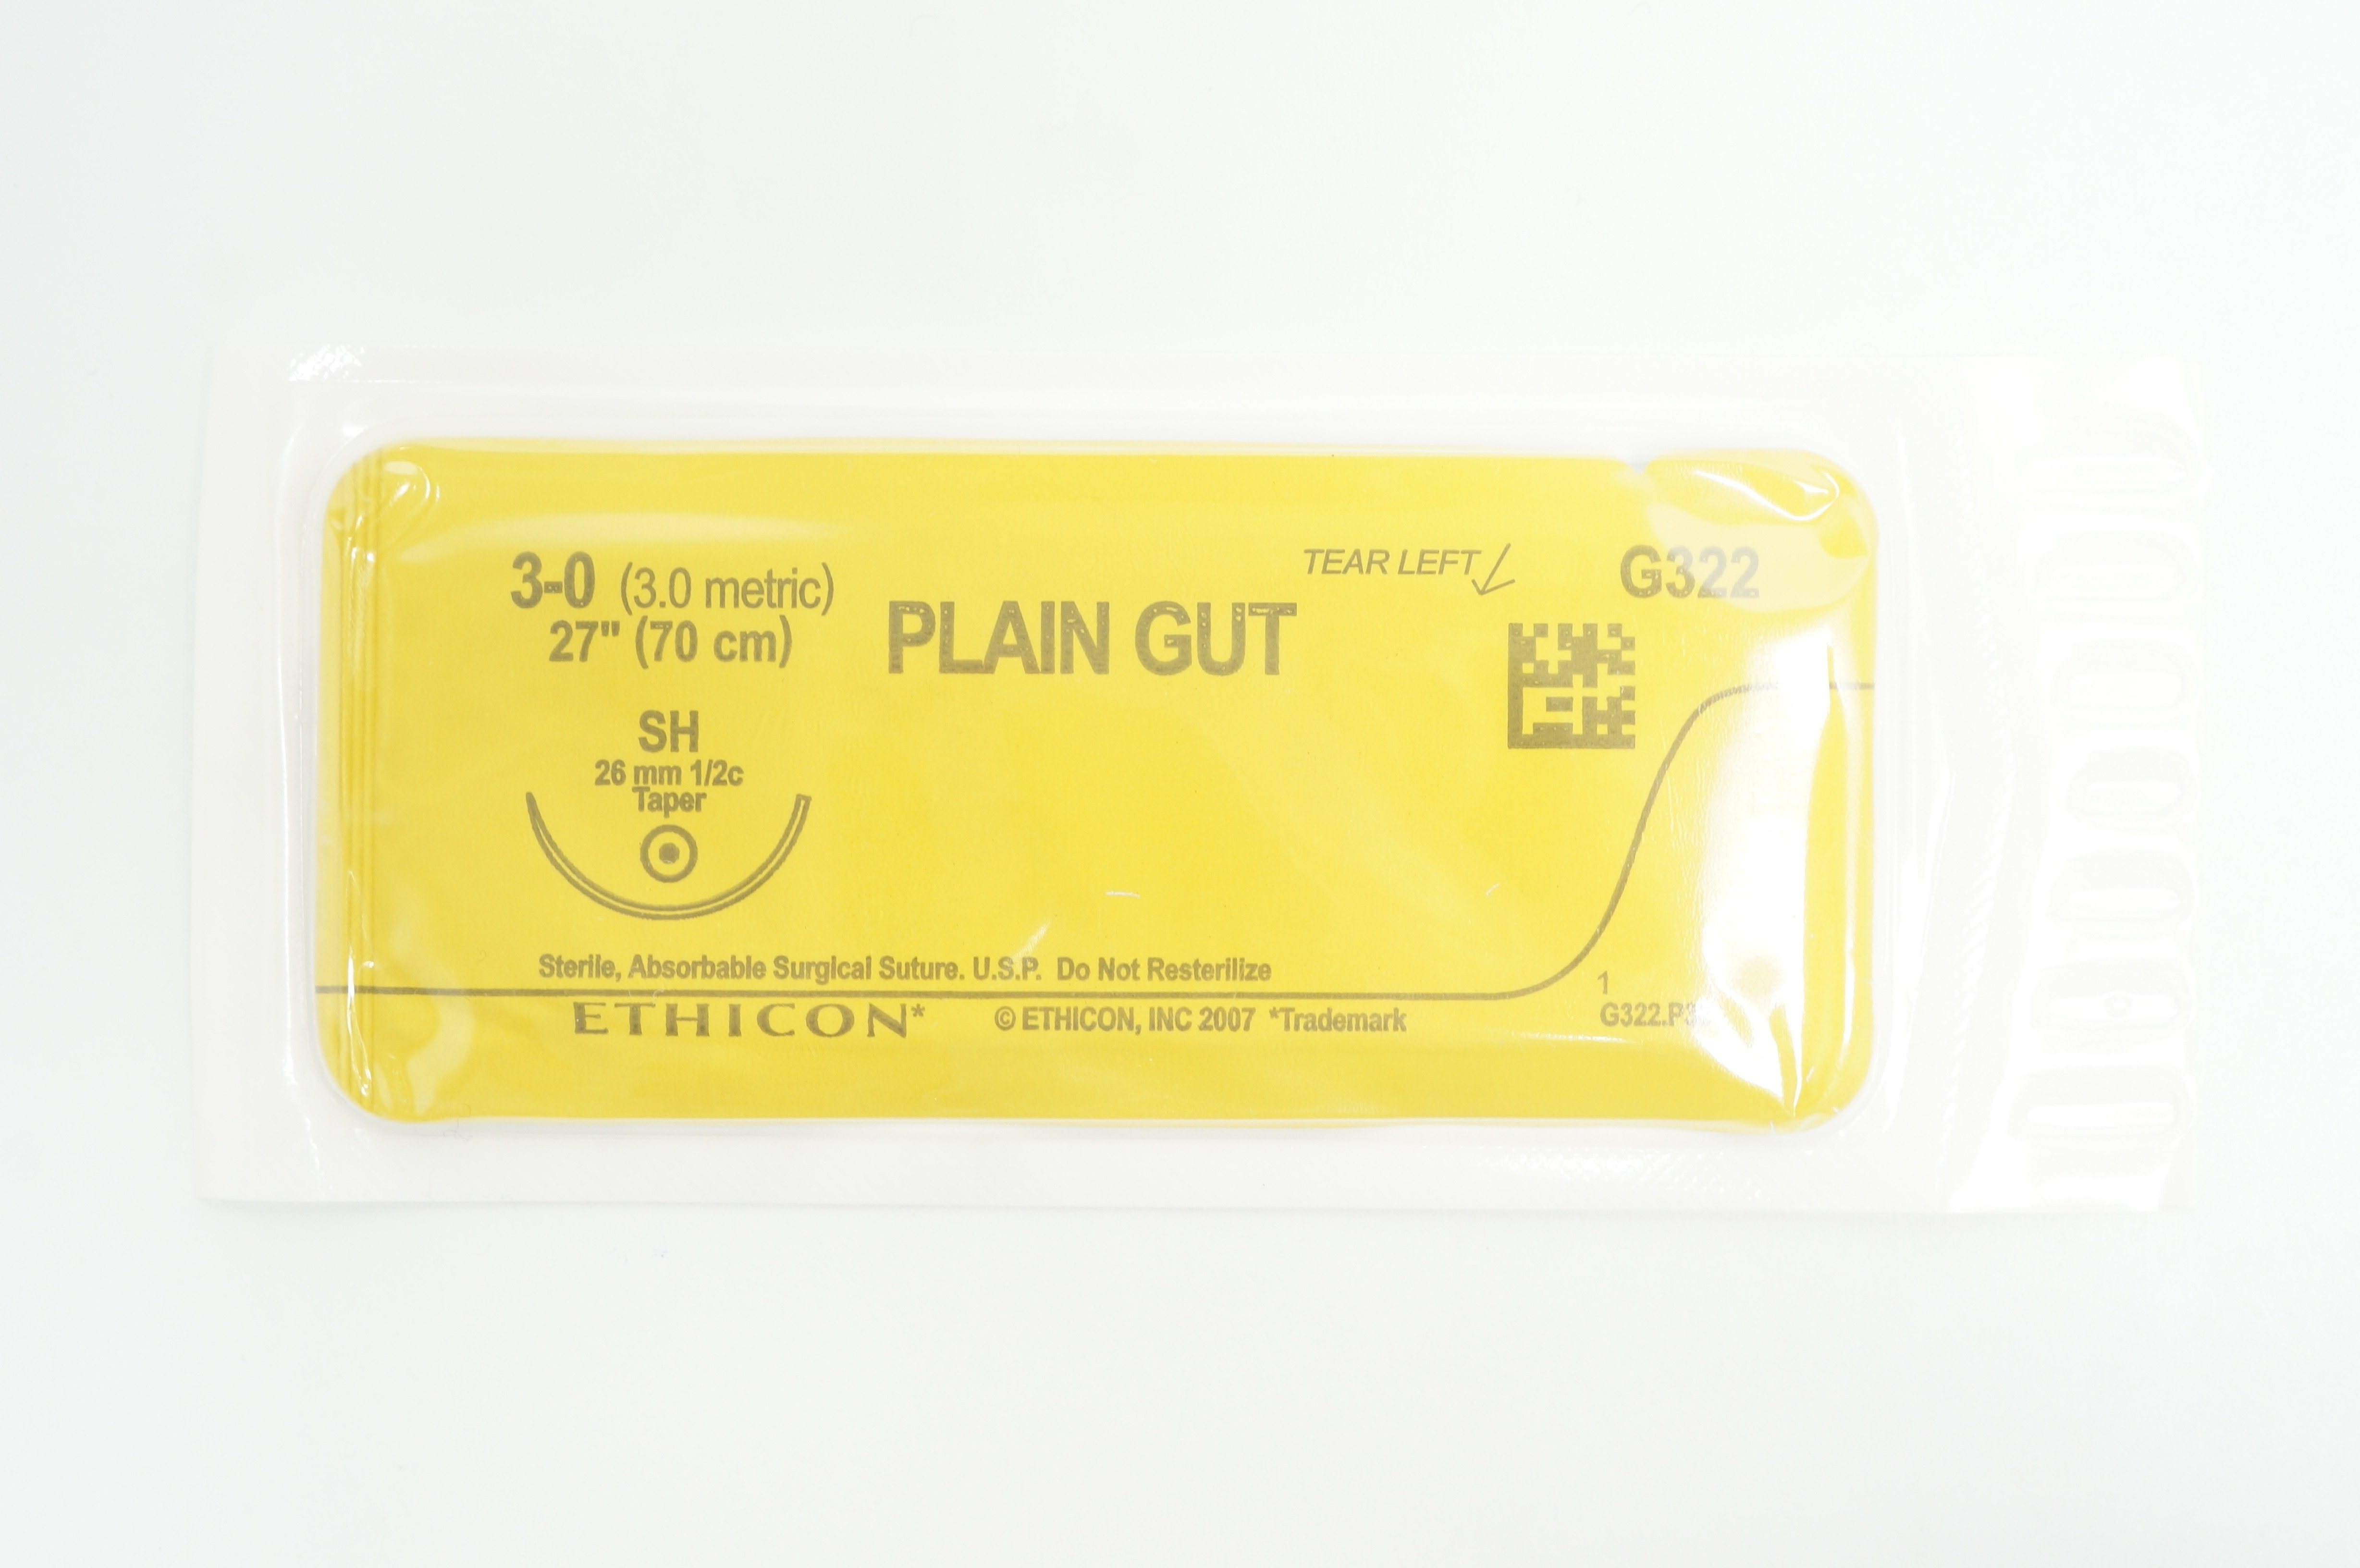 3-0 (3.0 metric)
27" (70 cm)
PLAIN GUT
TEAR LEFT
G322
SH
26 mm 1/2c
Taper
Sterile, Absorbable Surgical Suture. U.S.P. Do Not Resterilize
ETHICON*
© ETHICON, INC 2007 *Trademark
1